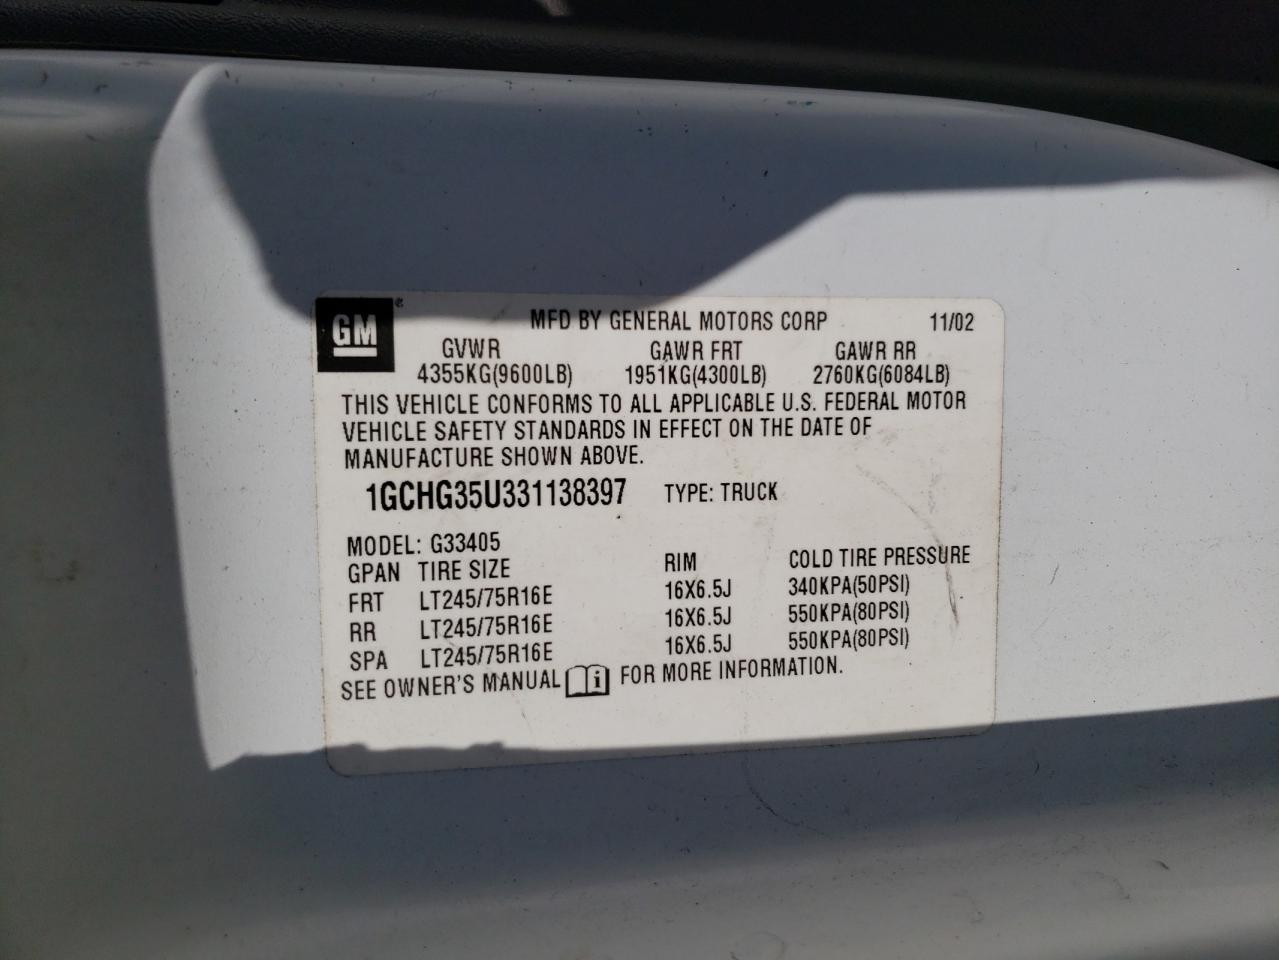 GM ®
MFD BY GENERAL MOTORS CORP 11/02
GVWR GAWR FRT GAWR RR
4355KG(9600LB) 1951KG(4300LB) 2760KG(6084LB)
THIS VEHICLE CONFORMS TO ALL APPLICABLE U.S. FEDERAL MOTOR
VEHICLE SAFETY STANDARDS IN EFFECT ON THE DATE OF
MANUFACTURE SHOWN ABOVE.
1GCHG35U331138397 TYPE: TRUCK
MODEL: G33405
GPAN TIRE SIZE RIM COLD TIRE PRESSURE
FRT LT245/75R16E 16X6.5J 340KPA(50PSI)
RR LT245/75R16E 16X6.5J 550KPA(80PSI)
SPA LT245/75R16E 16X6.5J 550KPA(80PSI)
SEE OWNER'S MANUAL i FOR MORE INFORMATION.